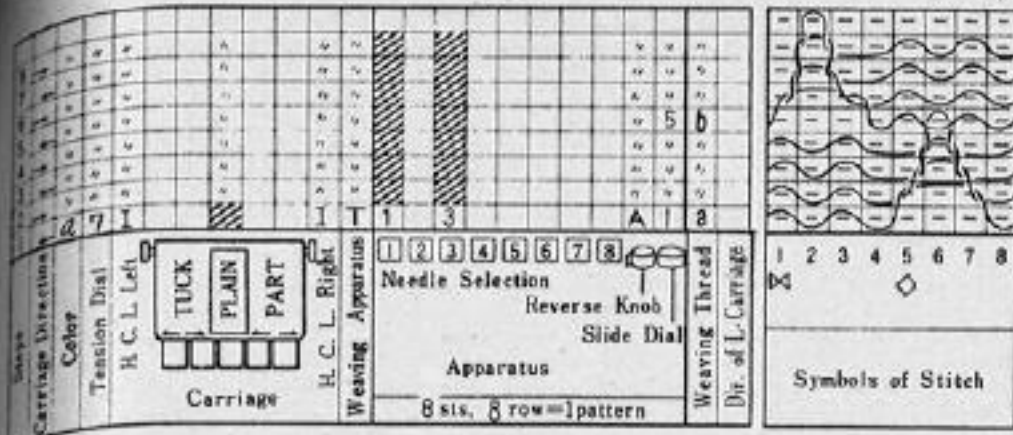 5 b
a 7 I I T 1 3 A 1 a
1 2 3 4 5 6 7 8
Needle Selection
Reverse Knob
Slide Dial
Apparatus
8 sts, 8 row=1pattern
Carriage Direction
Color
Tension Dial
H. C. L. Left
TUCK
PLAIN
PART
Carriage
H. C. L. Right
Weaving Apparatus
Weaving Thread
Dir. of L-Carriage
1 2 3 4 5 6 7 8
Symbols of Stitch